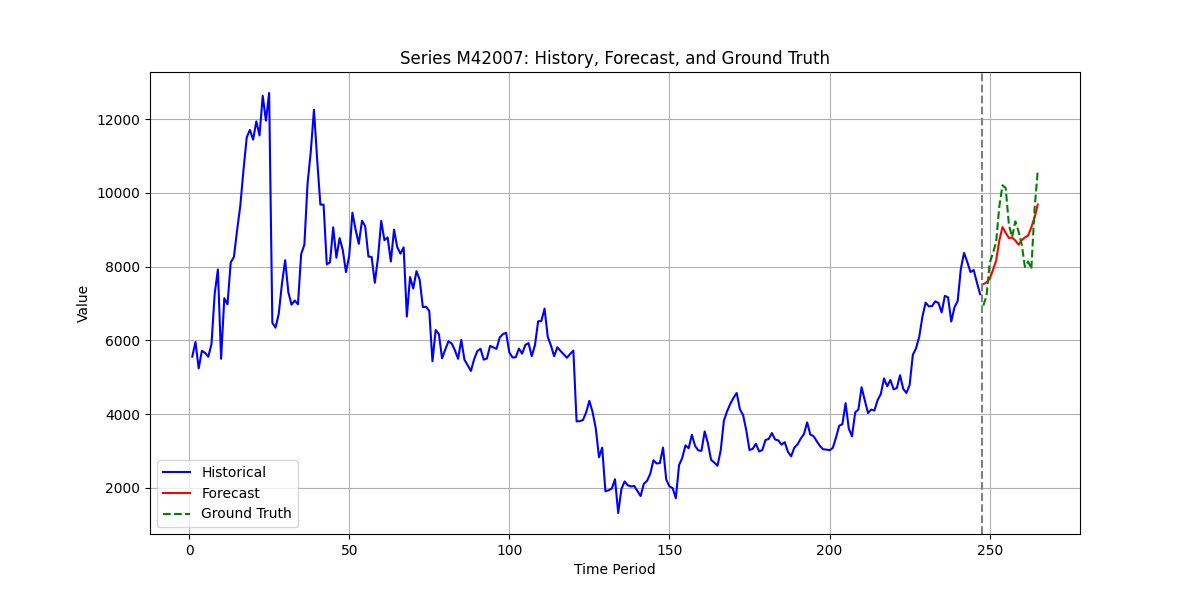 Series M42007: History, Forecast, and Ground Truth
Value
12000
10000
8000
6000
4000
2000
Historical
Forecast
Ground Truth
0 50 100 150 200 250
Time Period